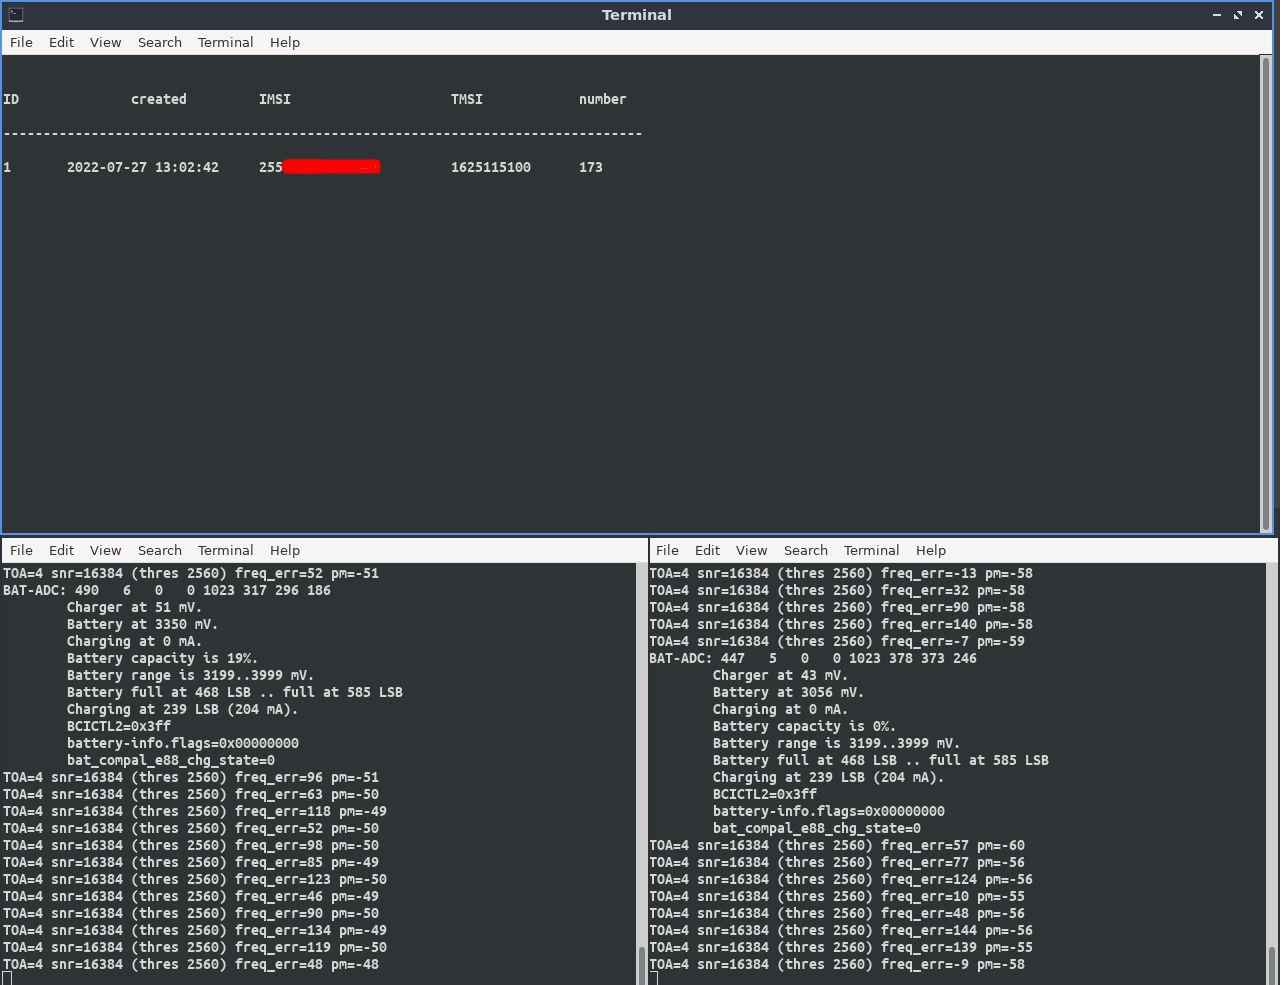 Terminal
File Edit View Search Terminal Help
ID created IMSI TMSI number
--------------------------------------------------------------------------------
1 2022-07-27 13:02:42 255 1625115100 173
File Edit View Search Terminal Help
TOA=4 snr=16384 (thres 2560) freq_err=52 pm=-51
BAT-ADC: 490 6 0 0 1023 317 296 186
Charger at 51 mV.
Battery at 3350 mV.
Charging at 0 mA.
Battery capacity is 19%.
Battery range is 3199..3999 mV.
Battery full at 468 LSB .. full at 585 LSB
Charging at 239 LSB (204 mA).
BCICTL2=0x3ff
battery-info.flags=0x00000000
bat_compal_e88_chg_state=0
TOA=4 snr=16384 (thres 2560) freq_err=96 pm=-51
TOA=4 snr=16384 (thres 2560) freq_err=63 pm=-50
TOA=4 snr=16384 (thres 2560) freq_err=118 pm=-49
TOA=4 snr=16384 (thres 2560) freq_err=52 pm=-50
TOA=4 snr=16384 (thres 2560) freq_err=98 pm=-50
TOA=4 snr=16384 (thres 2560) freq_err=85 pm=-49
TOA=4 snr=16384 (thres 2560) freq_err=123 pm=-50
TOA=4 snr=16384 (thres 2560) freq_err=46 pm=-49
TOA=4 snr=16384 (thres 2560) freq_err=90 pm=-50
TOA=4 snr=16384 (thres 2560) freq_err=134 pm=-49
TOA=4 snr=16384 (thres 2560) freq_err=119 pm=-50
TOA=4 snr=16384 (thres 2560) freq_err=48 pm=-48
File Edit View Search Terminal Help
TOA=4 snr=16384 (thres 2560) freq_err=-13 pm=-58
TOA=4 snr=16384 (thres 2560) freq_err=32 pm=-58
TOA=4 snr=16384 (thres 2560) freq_err=90 pm=-58
TOA=4 snr=16384 (thres 2560) freq_err=140 pm=-58
TOA=4 snr=16384 (thres 2560) freq_err=-7 pm=-59
BAT-ADC: 447 5 0 0 1023 378 373 246
Charger at 43 mV.
Battery at 3056 mV.
Charging at 0 mA.
Battery capacity is 0%.
Battery range is 3199..3999 mV.
Battery full at 468 LSB .. full at 585 LSB
Charging at 239 LSB (204 mA).
BCICTL2=0x3ff
battery-info.flags=0x00000000
bat_compal_e88_chg_state=0
TOA=4 snr=16384 (thres 2560) freq_err=57 pm=-60
TOA=4 snr=16384 (thres 2560) freq_err=77 pm=-56
TOA=4 snr=16384 (thres 2560) freq_err=124 pm=-56
TOA=4 snr=16384 (thres 2560) freq_err=10 pm=-55
TOA=4 snr=16384 (thres 2560) freq_err=48 pm=-56
TOA=4 snr=16384 (thres 2560) freq_err=144 pm=-56
TOA=4 snr=16384 (thres 2560) freq_err=139 pm=-55
TOA=4 snr=16384 (thres 2560) freq_err=-9 pm=-58